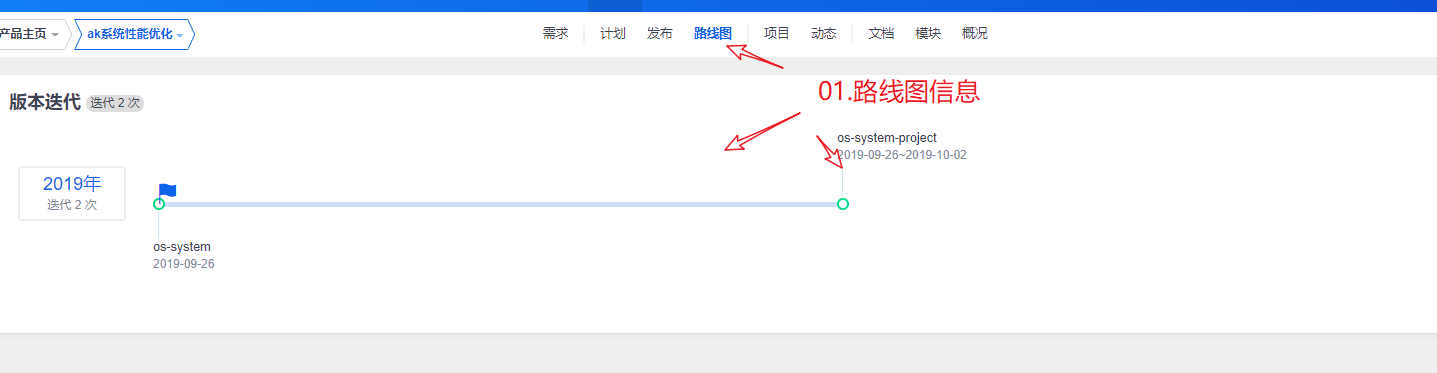 产品主页
ak系统性能优化
需求 计划 发布 路线图 项目 动态 文档 模块 概况
01.路线图信息
版本迭代 迭代 2 次
os-system-project
2019-09-26~2019-10-02
2019年
迭代 2 次
os-system
2019-09-26